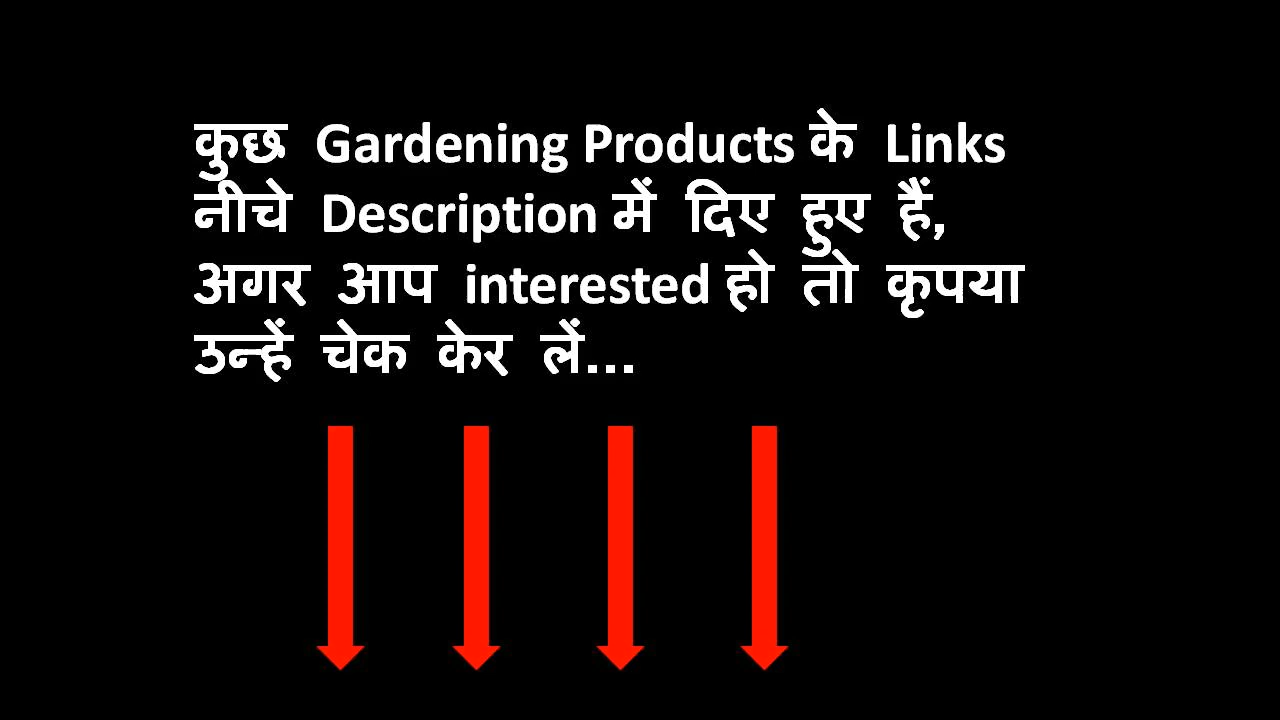 कुछ Gardening Products के Links
नीचे Description में दिए हुए हैं,
अगर आप interested हो तो कृपया
उन्हें चेक केर लें...